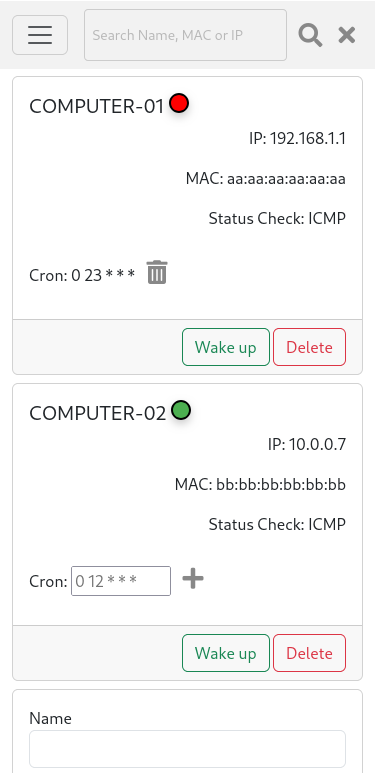 Search Name, MAC or IP
COMPUTER-01
IP: 192.168.1.1
MAC: aa:aa:aa:aa:aa:aa
Status Check: ICMP
Cron: 0 23 * * *
Wake up Delete
COMPUTER-02
IP: 10.0.0.7
MAC: bb:bb:bb:bb:bb:bb
Status Check: ICMP
Cron: 0 12 * * *
Wake up Delete
Name